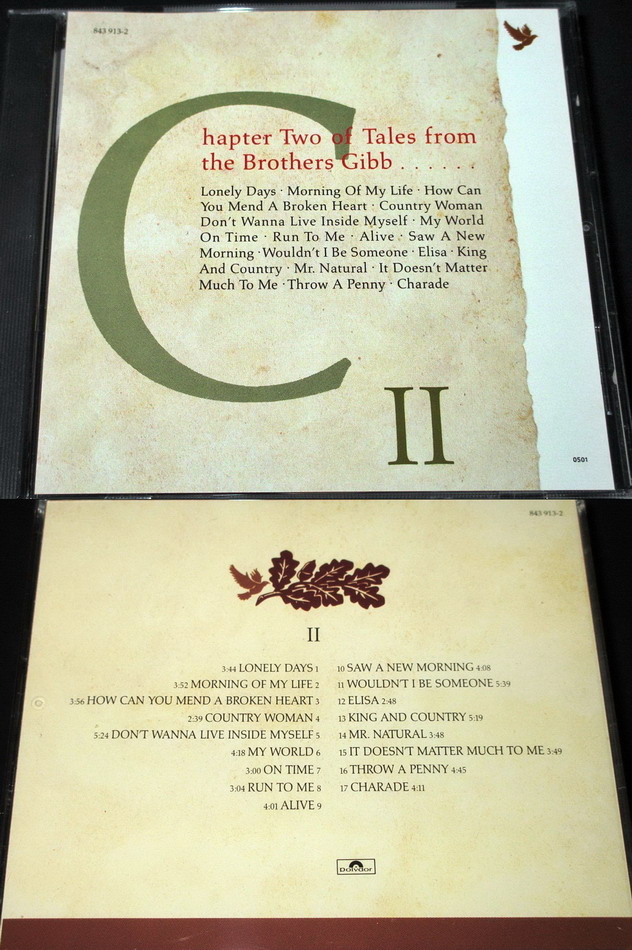 843 913-2
Chapter Two of Tales from
the Brothers Gibb . . . . . .
Lonely Days · Morning Of My Life · How Can
You Mend A Broken Heart · Country Woman
Don't Wanna Live Inside Myself · My World
On Time · Run To Me · Alive · Saw A New
Morning · Wouldn't I Be Someone · Elisa · King
And Country · Mr. Natural · It Doesn't Matter
Much To Me · Throw A Penny · Charade
II
0501
843 913-2
II
3:44 LONELY DAYS 1
3:52 MORNING OF MY LIFE 2
3:56 HOW CAN YOU MEND A BROKEN HEART 3
2:39 COUNTRY WOMAN 4
5:24 DON'T WANNA LIVE INSIDE MYSELF 5
4:18 MY WORLD 6
3:00 ON TIME 7
3:04 RUN TO ME 8
4:01 ALIVE 9
10 SAW A NEW MORNING 4:08
11 WOULDN'T I BE SOMEONE 5:39
12 ELISA 2:48
13 KING AND COUNTRY 5:19
14 MR. NATURAL 3:48
15 IT DOESN'T MATTER MUCH TO ME 3:49
16 THROW A PENNY 4:45
17 CHARADE 4:11
Polydor